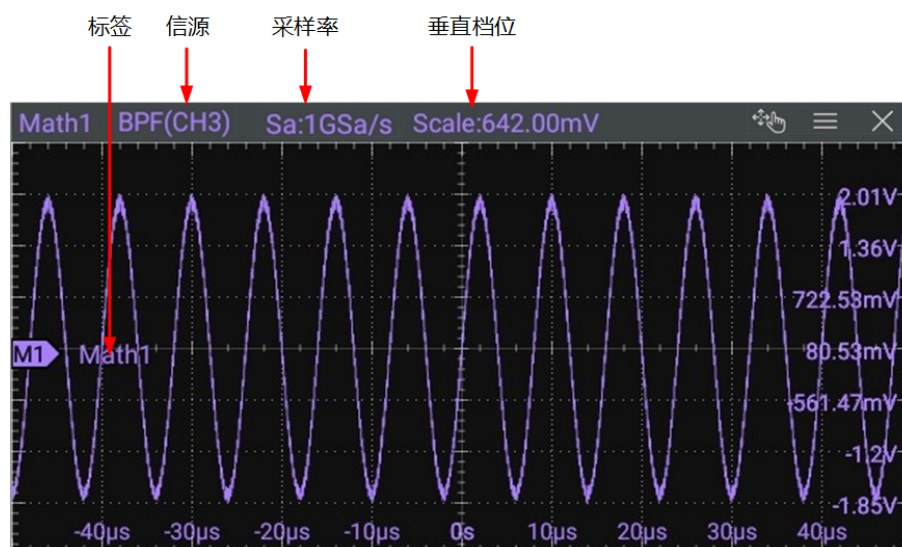 标签 信源 采样率 垂直档位
Math1 BPF(CH3) Sa:1GSa/s Scale:642.00mV
2.01V
1.36V
722.53mV
M1 Math1 80.53mV
-561.47mV
-1.2V
-1.85V
-40μs -30μs -20μs -10μs 0s 10μs 20μs 30μs 40μs